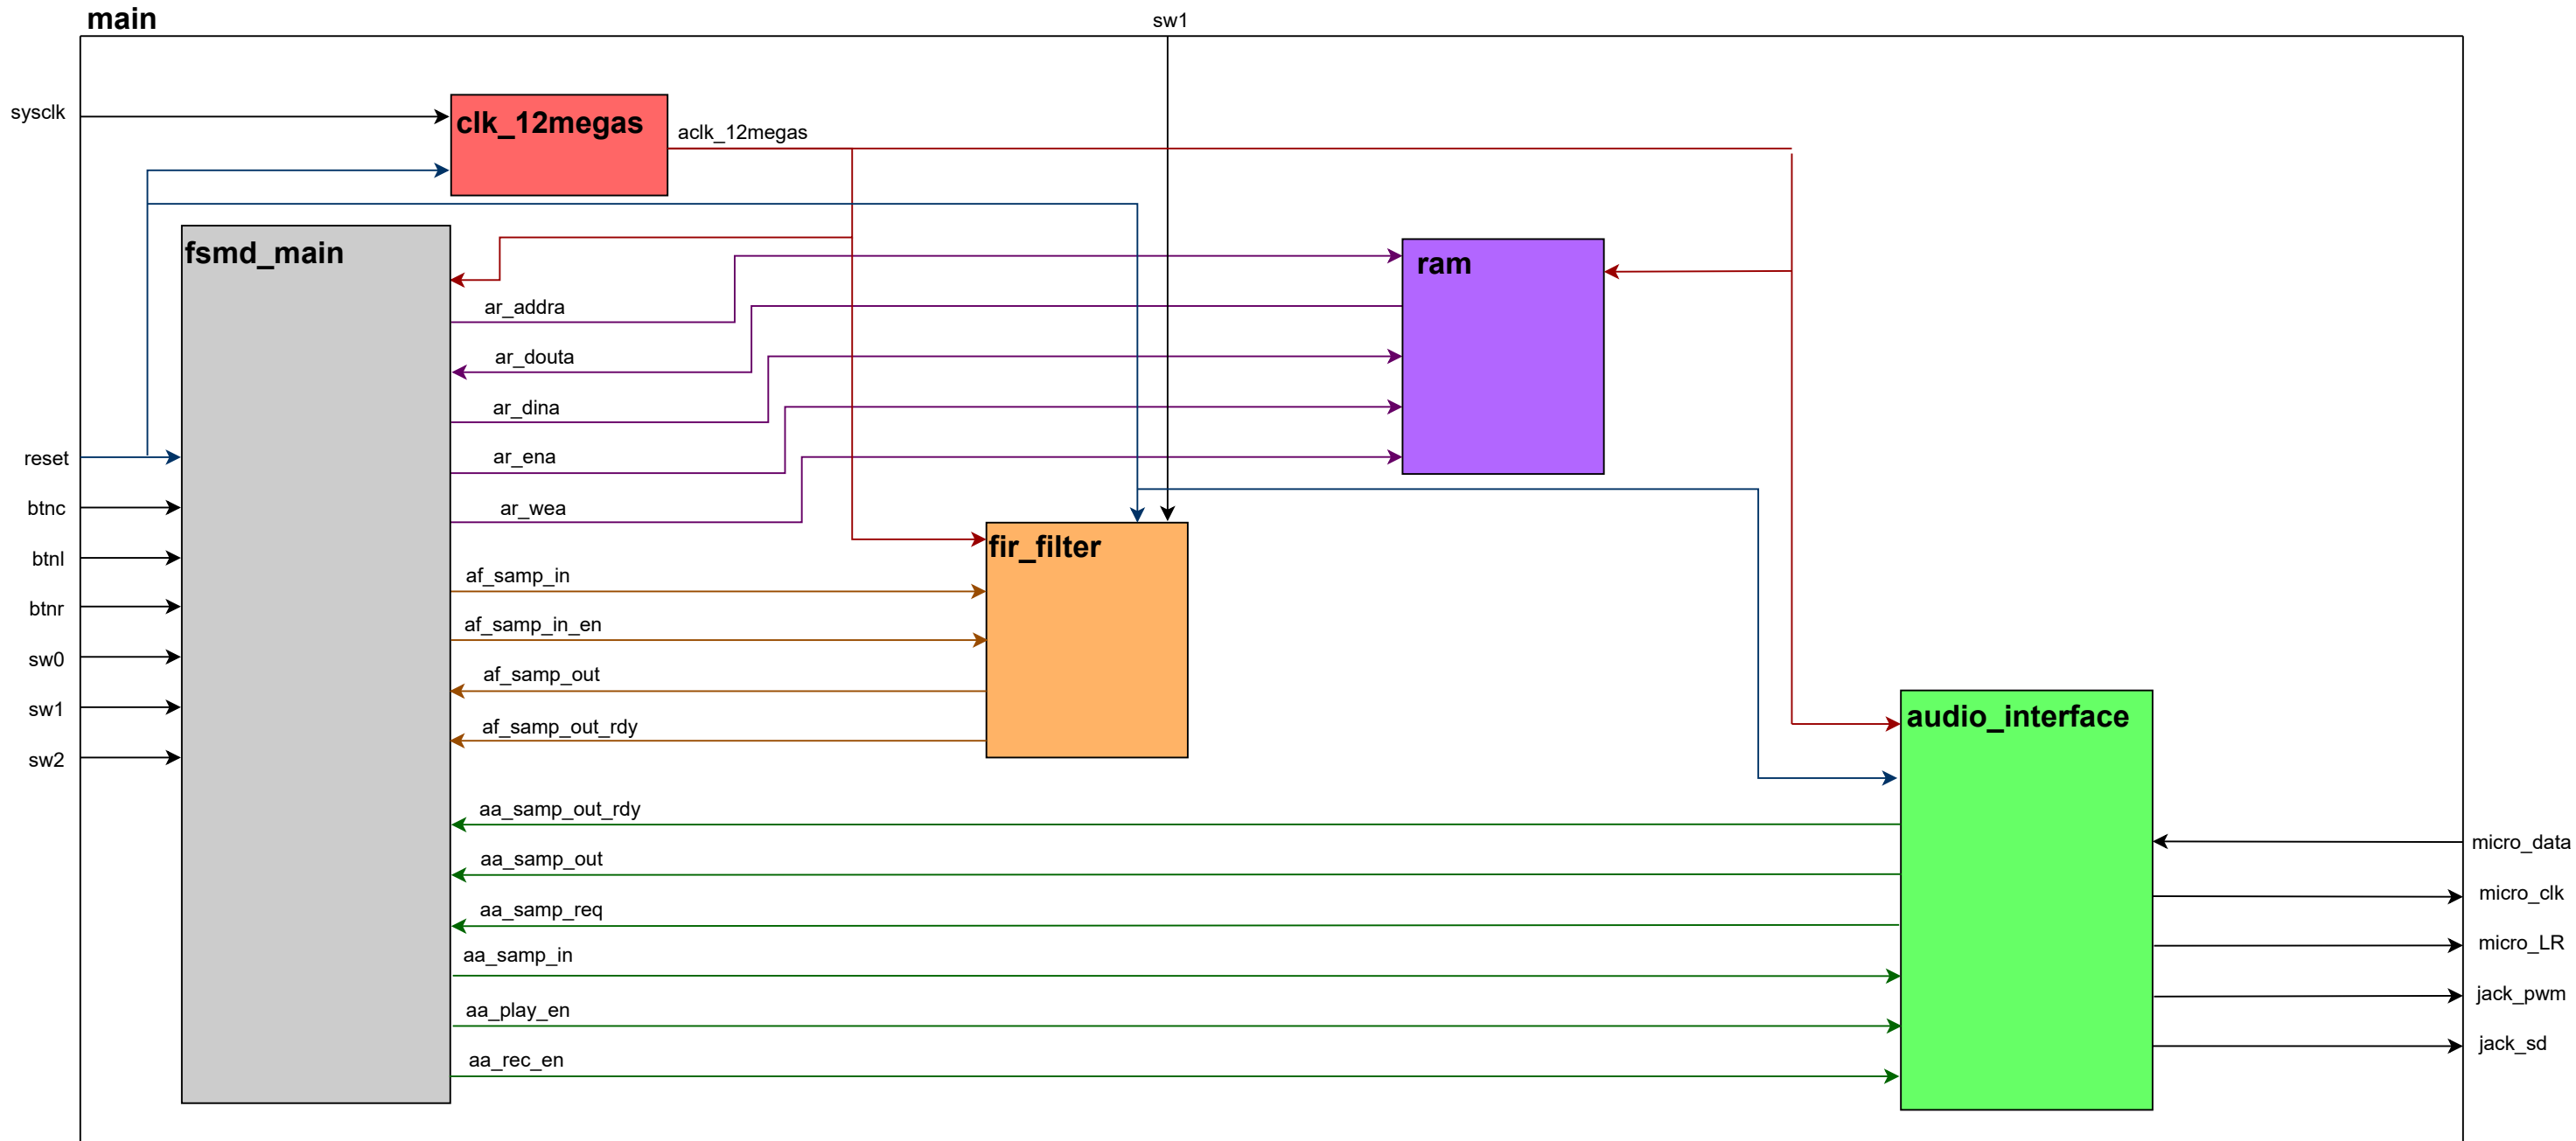 main
sw1
sysclk
clk_12megas
aclk_12megas
fsmd_main
ram
ar_addra
ar_douta
ar_dina
ar_ena
ar_wea
reset
btnc
btnl
btnr
sw0
sw1
sw2
fir_filter
af_samp_in
af_samp_in_en
af_samp_out
af_samp_out_rdy
audio_interface
aa_samp_out_rdy
aa_samp_out
aa_samp_req
aa_samp_in
aa_play_en
aa_rec_en
micro_data
micro_clk
micro_LR
jack_pwm
jack_sd